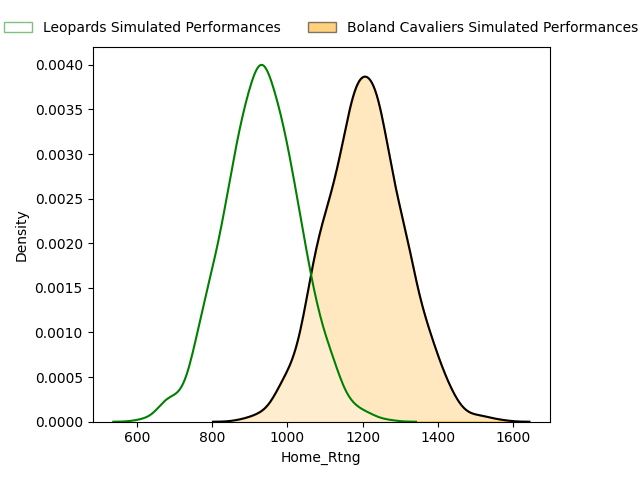 Leopards Simulated Performances Boland Cavaliers Simulated Performances
0.0040
0.0035
0.0030
0.0025
0.0020
0.0015
0.0010
0.0005
0.0000
Density
600 800 1000 1200 1400 1600
Home_Rtng